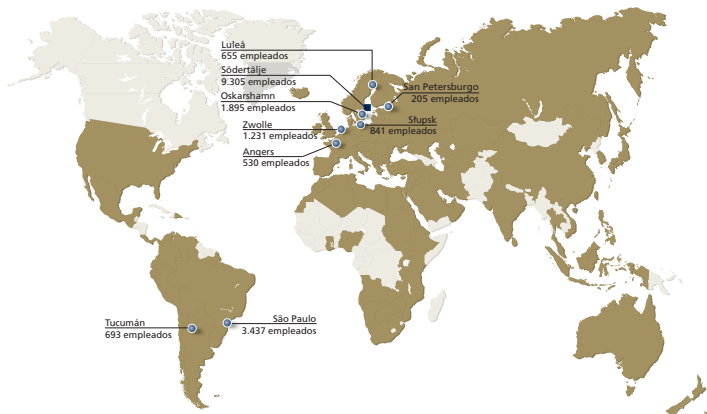 Luleå
655 empleados
Södertälje
9.305 empleados
Oskarshamn
1.895 empleados
Zwolle
1.231 empleados
Angers
530 empleados
San Petersburgo
205 empleados
Słupsk
841 empleados
Tucumán
693 empleados
São Paulo
3.437 empleados